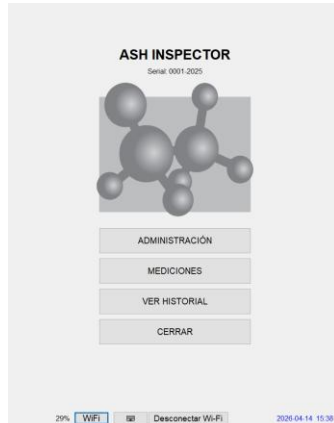 ASH INSPECTOR
Serial: 0001-2025
ADMINISTRACIÓN
MEDICIONES
VER HISTORIAL
CERRAR
29% WiFi Desconectar Wi-Fi 2026-04-14 15:38